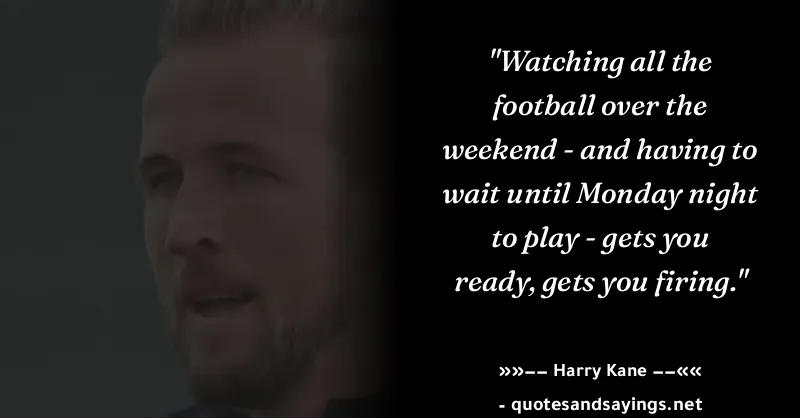 "Watching all the
football over the
weekend - and having to
wait until Monday night
to play - gets you
ready, gets you firing."
»»–– Harry Kane ––««
- quotesandsayings.net